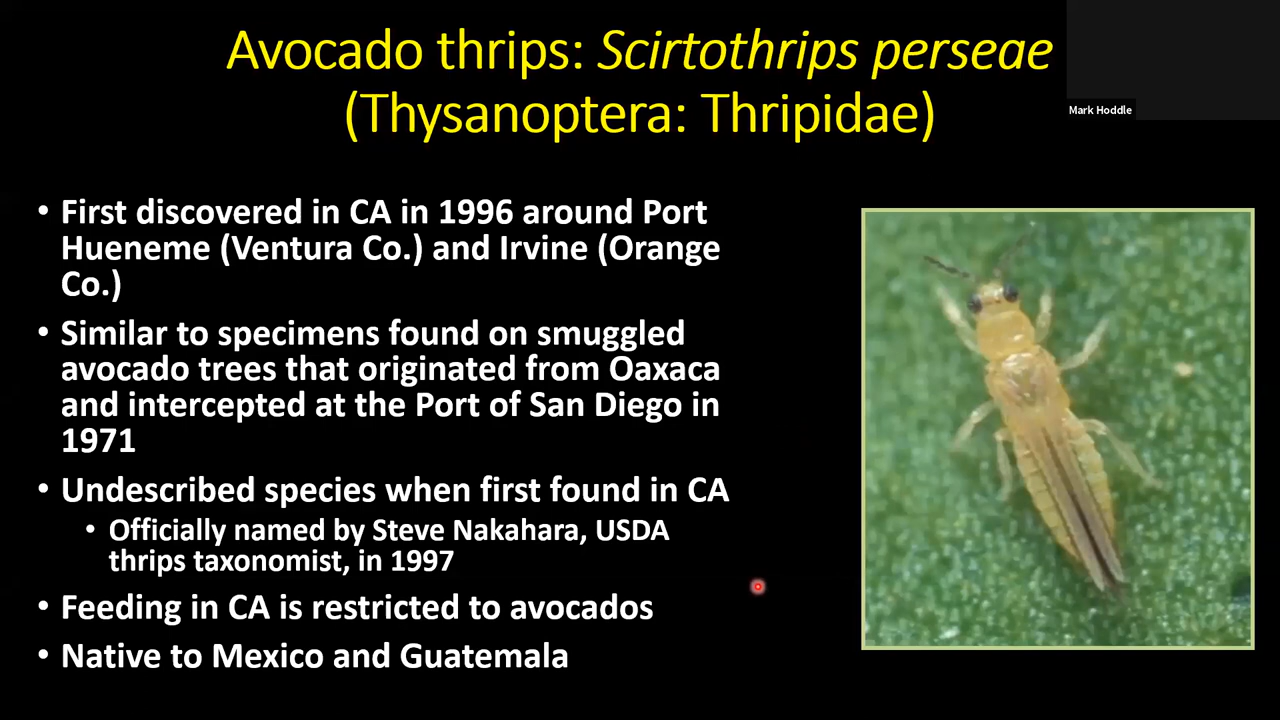 Avocado thrips: Scirtothrips perseae
(Thysanoptera: Thripidae)
Mark Hoddle
• First discovered in CA in 1996 around Port
Hueneme (Ventura Co.) and Irvine (Orange
Co.)
• Similar to specimens found on smuggled
avocado trees that originated from Oaxaca
and intercepted at the Port of San Diego in
1971
• Undescribed species when first found in CA
• Officially named by Steve Nakahara, USDA
thrips taxonomist, in 1997
• Feeding in CA is restricted to avocados
• Native to Mexico and Guatemala